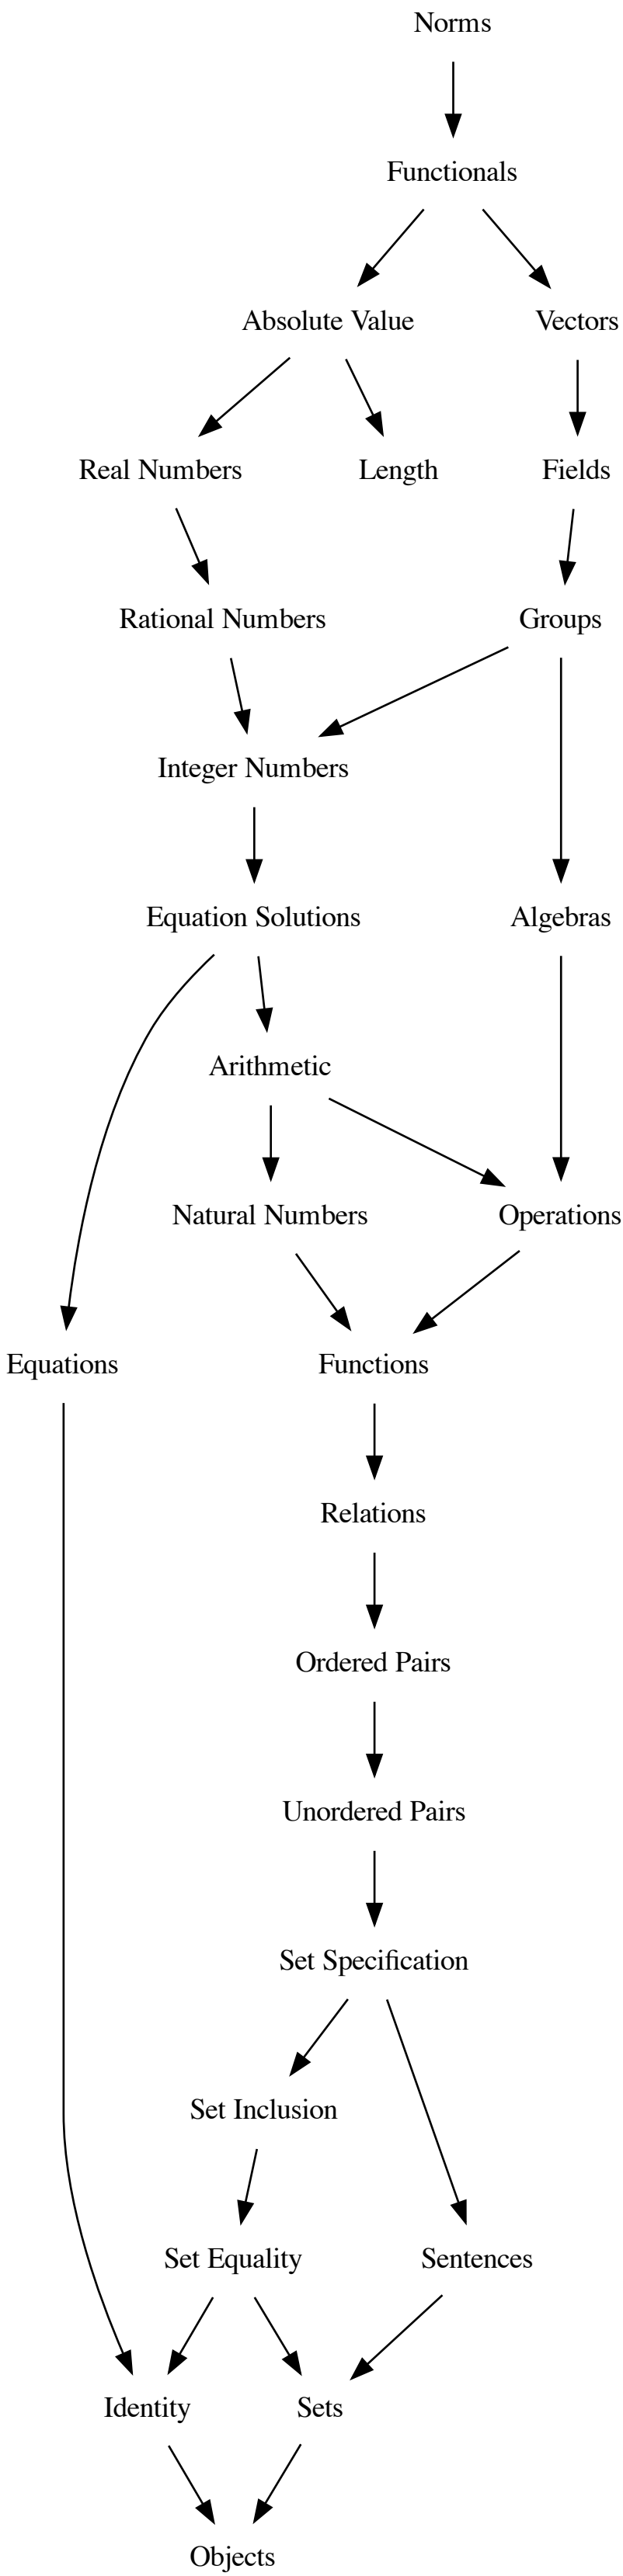 Norms
Functionals
Absolute Value
Vectors
Real Numbers
Length
Fields
Rational Numbers
Groups
Integer Numbers
Equation Solutions
Algebras
Arithmetic
Natural Numbers
Operations
Equations
Functions
Relations
Ordered Pairs
Unordered Pairs
Set Specification
Set Inclusion
Set Equality
Sentences
Identity
Sets
Objects